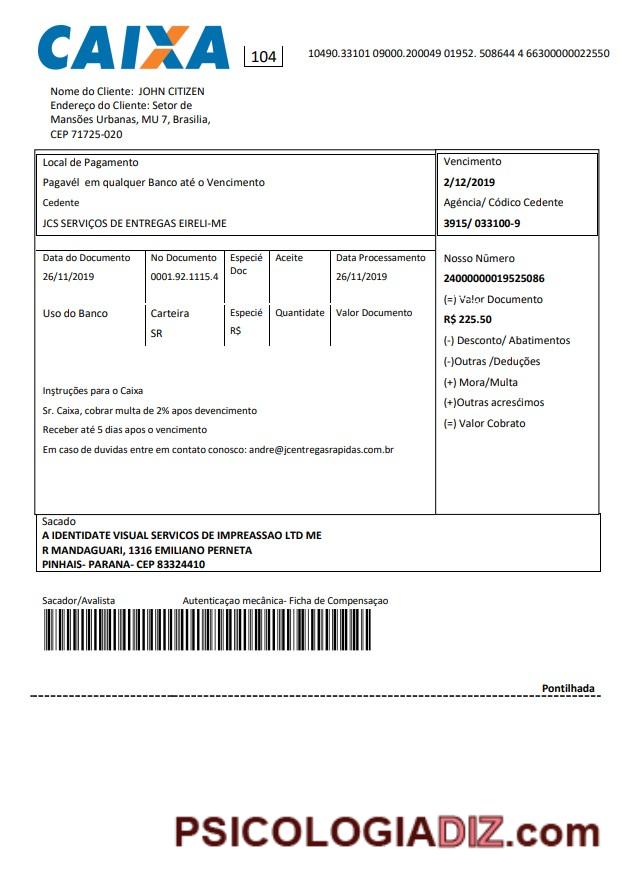 CAIXA
104
10490.33101 09000.200049 01952. 508644 4 66300000022550
Nome do Cliente: JOHN CITIZEN
Endereço do Cliente: Setor de
Mansões Urbanas, MU 7, Brasilia,
CEP 71725-020
Local de Pagamento
Pagavél em qualquer Banco até o Vencimento
Cedente
JCS SERVIÇOS DE ENTREGAS EIRELI-ME
Vencimento
2/12/2019
Agéncia/ Códico Cedente
3915/ 033100-9
Data do Documento
26/11/2019
No Documento
0001.92.1115.4
Especié
Doc
Aceite
Data Processamento
26/11/2019
Uso do Banco
Carteira
SR
Especié
R$
Quantidate
Valor Documento
Nosso Número
24000000019525086
(=) Valor Documento
R$ 225.50
(-) Desconto/ Abatimentos
(-)Outras /Deduções
(+) Mora/Multa
(+)Outras acrescimos
(=) Valor Cobrato
Instruções para o Caixa
Sr. Caixa, cobrar multa de 2% apos devencimento
Receber até 5 dias apos o vencimento
Em caso de duvidas entre em contato conosco: andre@jcentregasrapidas.com.br
Sacado
A IDENTIDATE VISUAL SERVICOS DE IMPREASSAO LTD ME
R MANDAGUARI, 1316 EMILIANO PERNETA
PINHAIS- PARANA- CEP 83324410
Sacador/Avalista
Autenticaçao mecânica- Ficha de Compensaçao
Pontilhada
PSICOLOGIADIZ.com